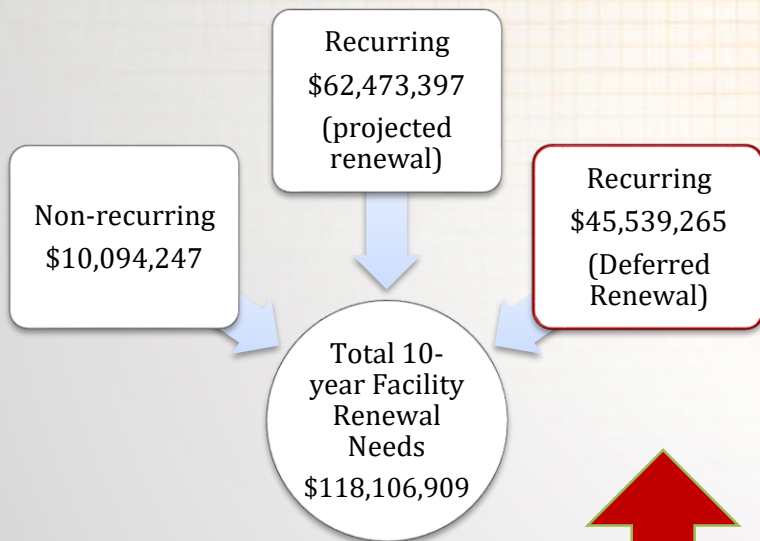 Recurring
$62,473,397
(projected
renewal)
Non-recurring
$10,094,247
Recurring
$45,539,265
(Deferred
Renewal)
Total 10-
year Facility
Renewal
Needs
$118,106,909